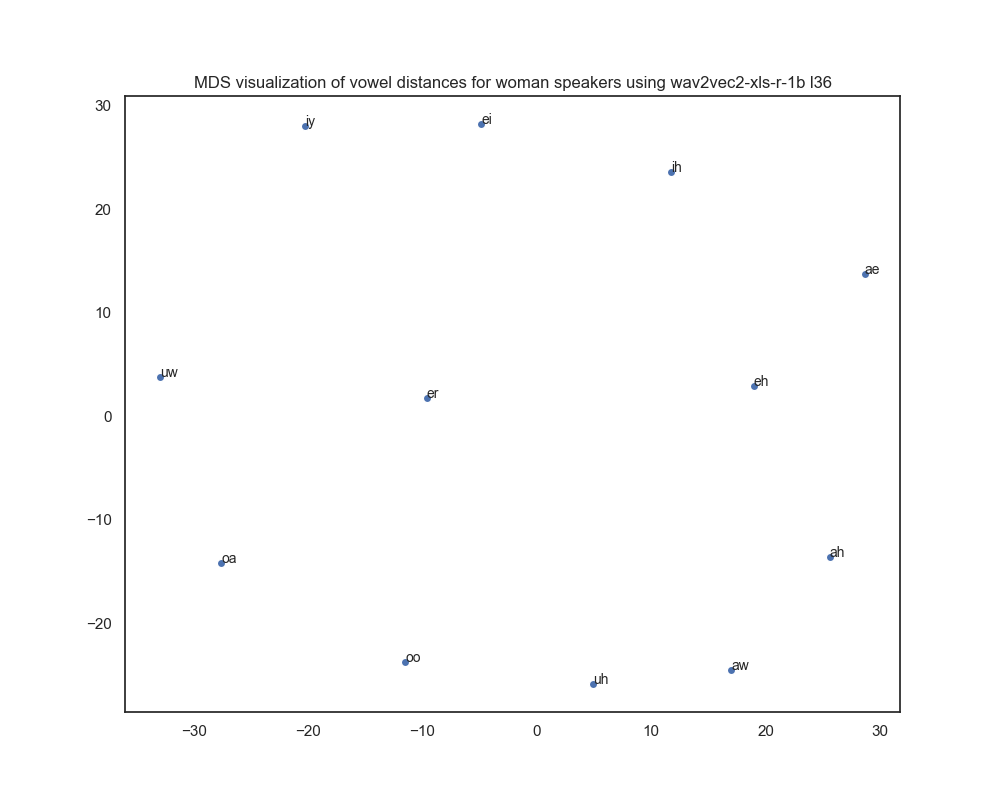 MDS visualization of vowel distances for woman speakers using wav2vec2-xls-r-1b l36
30
iy
ei
ih
20
ae
10
uw
eh
er
0
−10
ah
oa
−20
oo
aw
uh
−30 −20 −10 0 10 20 30